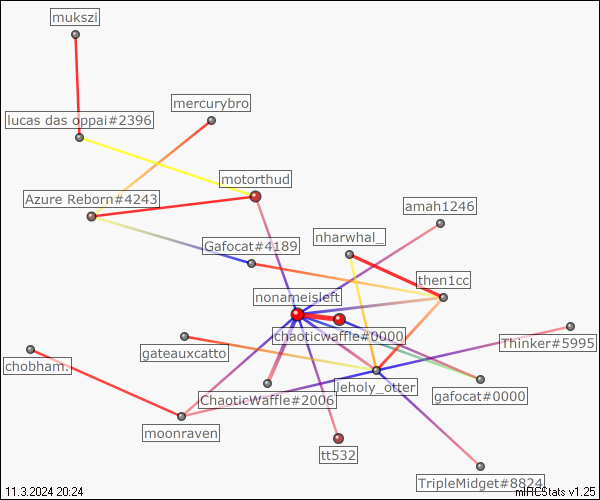 mukszi
mercurybro
lucas das oppai#2396
motorthud
Azure Reborn#4243
amah1246
nharwhal_
Gafocat#4189
then1cc
nonameisleft
chaoticwaffle#0000
Thinker#5995
gateauxcatto
chobham.
leholy_otter
ChaoticWaffle#2006
gafocat#0000
moonraven
tt532
TripleMidget#8824
11.3.2024 20:24
mIRCStats v1.25